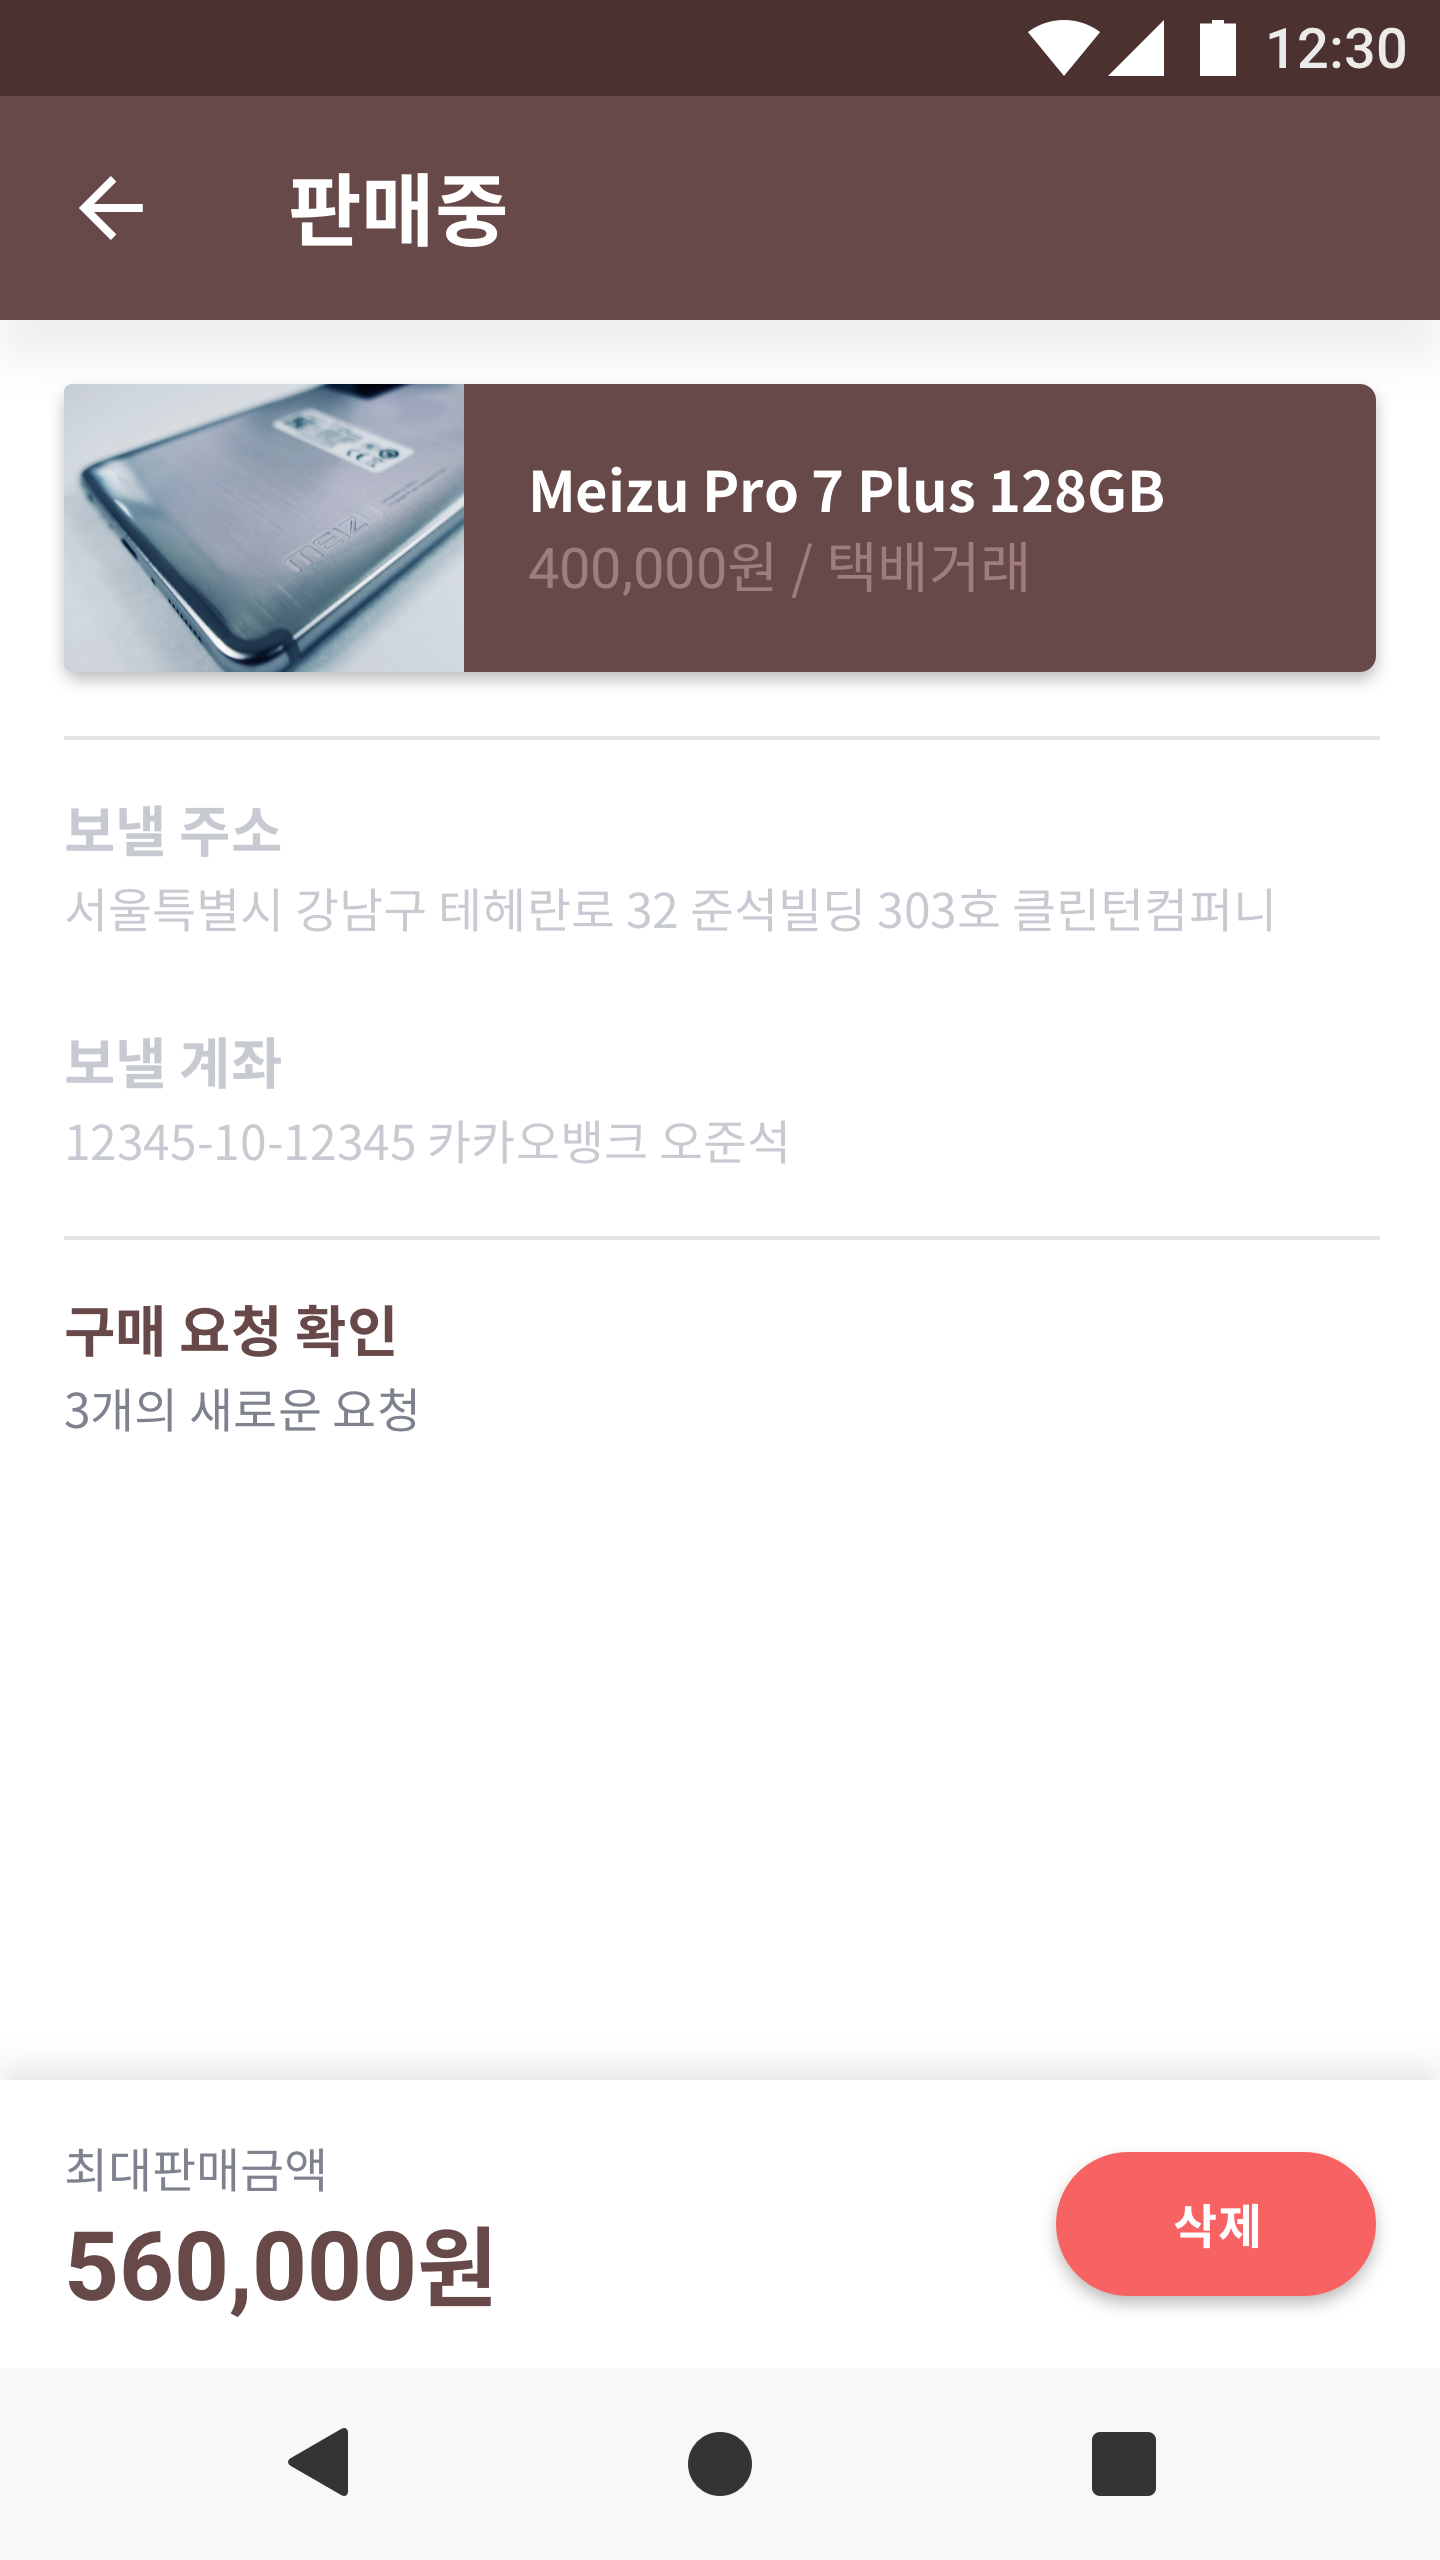 12:30
판매중
MEIZU
Meizu Pro 7 Plus 128GB
400,000원 / 택배거래
보낼 주소
서울특별시 강남구 테헤란로 32 준석빌딩 303호 클린턴컴퍼니
보낼 계좌
12345-10-12345 카카오뱅크 오준석
구매 요청 확인
3개의 새로운 요청
최대판매금액
560,000원
삭제